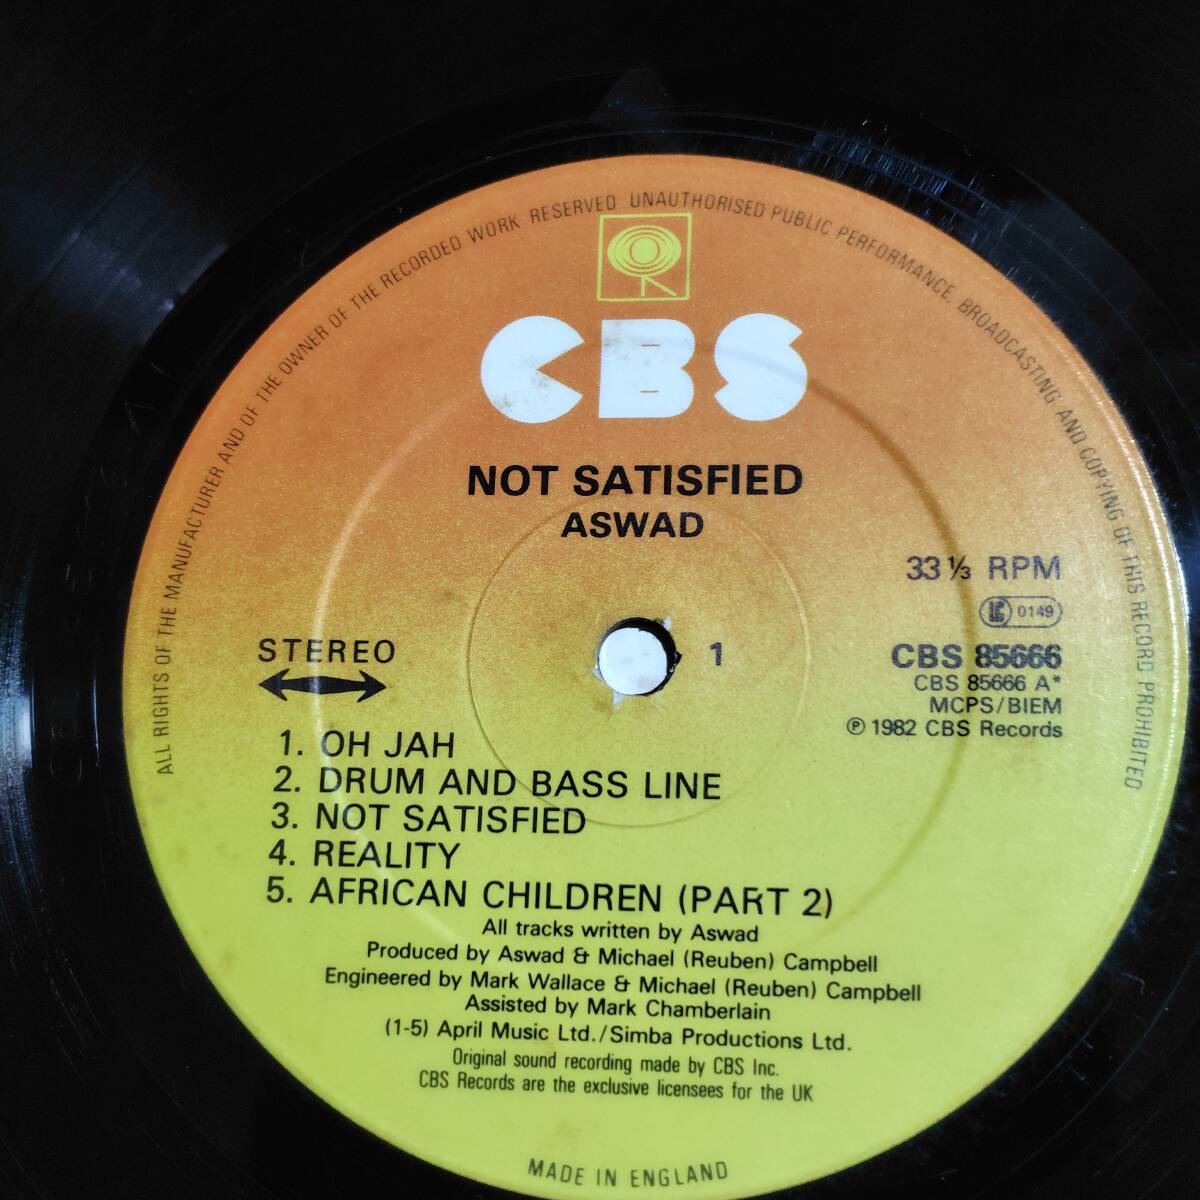 ALL RIGHTS OF THE MANUFACTURER AND OF THE OWNER OF THE RECORDED WORK RESERVED UNAUTHORISED PUBLIC PERFORMANCE, BROADCASTING AND COPYING OF THIS RECORD PROHIBITED
CBS
NOT SATISFIED
ASWAD
33 ⅓ RPM
LC 0149
STEREO
1
CBS 85666
CBS 85666 A*
MCPS/BIEM
℗ 1982 CBS Records
1. OH JAH
2. DRUM AND BASS LINE
3. NOT SATISFIED
4. REALITY
5. AFRICAN CHILDREN (PART 2)
All tracks written by Aswad
Produced by Aswad & Michael (Reuben) Campbell
Engineered by Mark Wallace & Michael (Reuben) Campbell
Assisted by Mark Chamberlain
(1-5) April Music Ltd./Simba Productions Ltd.
Original sound recording made by CBS Inc.
CBS Records are the exclusive licensees for the UK
MADE IN ENGLAND